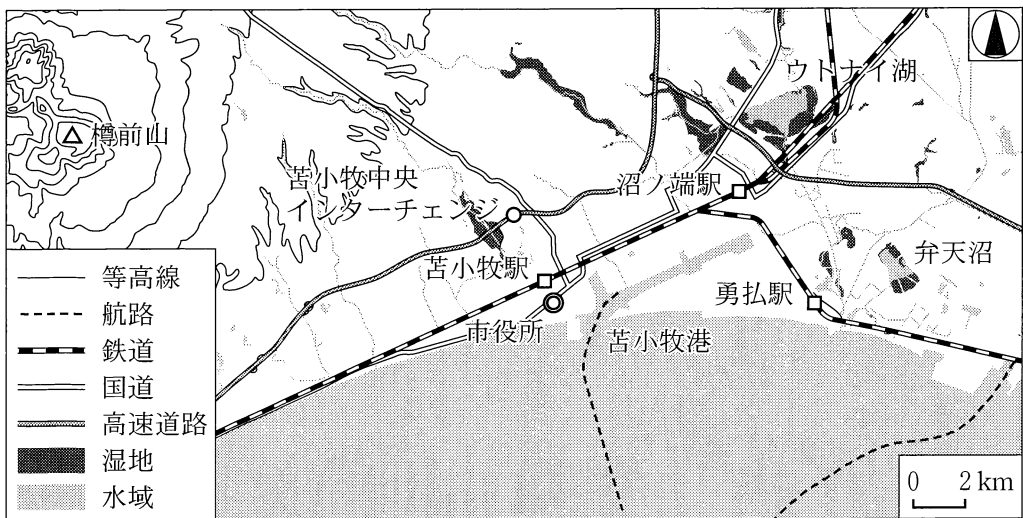 ウトナイ湖
樽前山
苫小牧中央
インターチェンジ
沼ノ端駅
苫小牧駅
弁天沼
勇払駅
市役所
苫小牧港
等高線
航路
鉄道
国道
高速道路
湿地
水域
0 2km